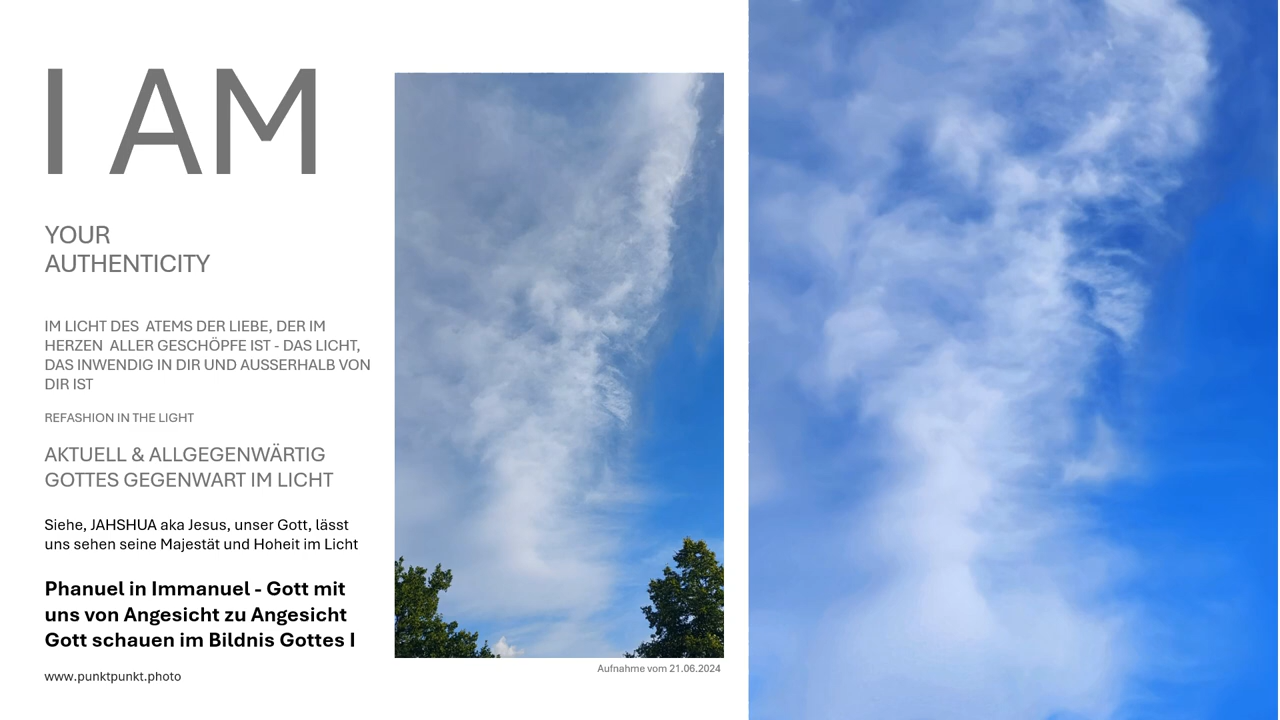 I AM
YOUR
AUTHENTICITY
IM LICHT DES  ATEMS DER LIEBE, DER IM
HERZEN  ALLER GESCHÖPFE IST - DAS LICHT,
DAS INWENDIG IN DIR UND AUSSERHALB VON
DIR IST
REFASHION IN THE LIGHT
AKTUELL & ALLGEGENWÄRTIG
GOTTES GEGENWART IM LICHT
Siehe, JAHSHUA aka Jesus, unser Gott, lässt
uns sehen seine Majestät und Hoheit im Licht
Phanuel in Immanuel - Gott mit
uns von Angesicht zu Angesicht
Gott schauen im Bildnis Gottes I
www.punktpunkt.photo
Aufnahme vom 21.06.2024